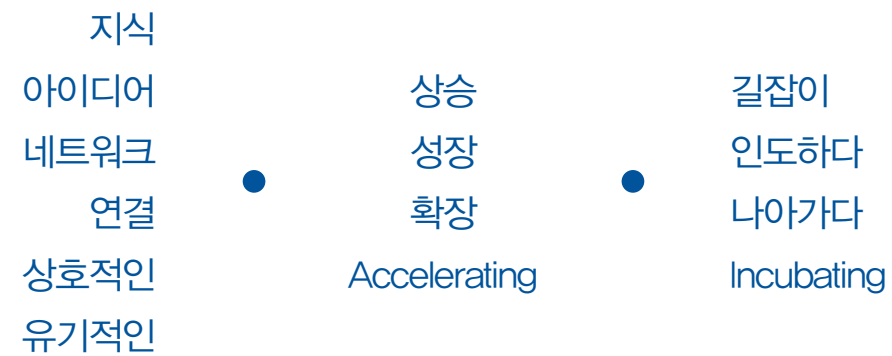 지식
아이디어
네트워크
연결
상호적인
유기적인
상승
성장
확장
Accelerating
길잡이
인도하다
나아가다
Incubating